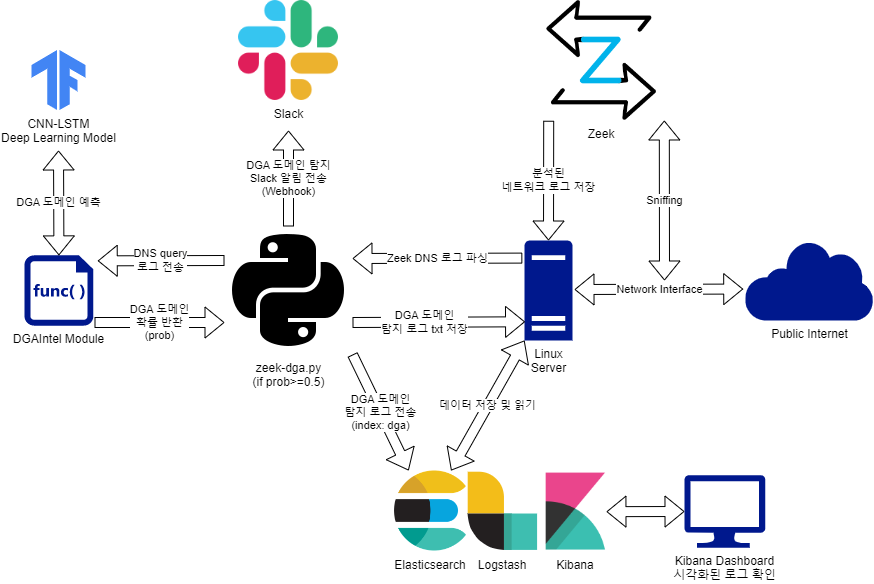 Slack
CNN-LSTM
Deep Learning Model
Zeek
DGA 도메인 탐지
Slack 알림 전송
(Webhook)
분석된
네트워크 로그 저장
Sniffing
DGA 도메인 예측
DNS query
로그 전송
Zeek DNS 로그 파싱
func( )
Network Interface
DGA 도메인
확률 반환
(prob)
DGA 도메인
탐지 로그 txt 저장
DGAIntel Module
Public Internet
Linux
Server
zeek-dga.py
(if prob>=0.5)
DGA 도메인
탐지 로그 전송
(index: dga)
데이터 저장 및 읽기
Elasticsearch
Logstash
Kibana
Kibana Dashboard
시각화된 로그 확인